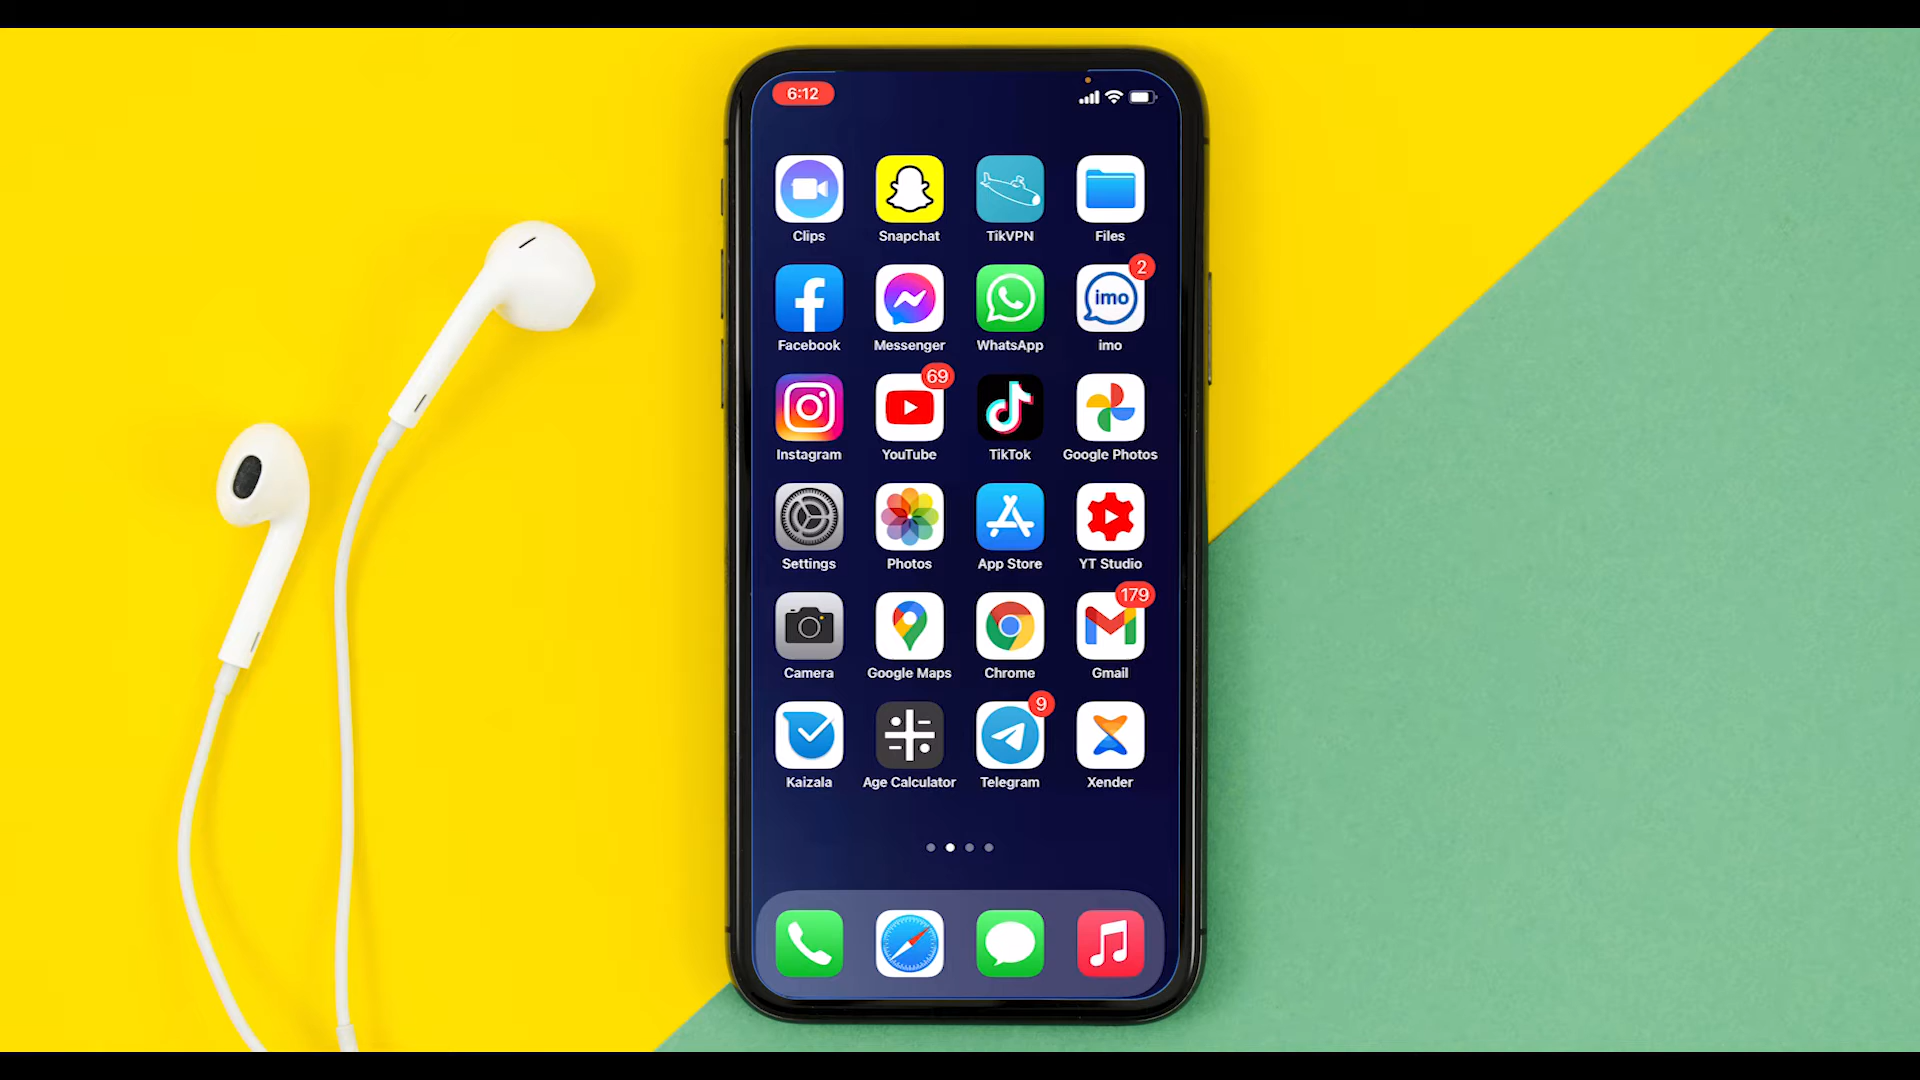 6:12
Clips Snapchat TikVPN Files
2
imo
Facebook Messenger WhatsApp imo
69
Instagram YouTube TikTok Google Photos
Settings Photos App Store YT Studio
179
Camera Google Maps Chrome Gmail
9
Kaizala Age Calculator Telegram Xender